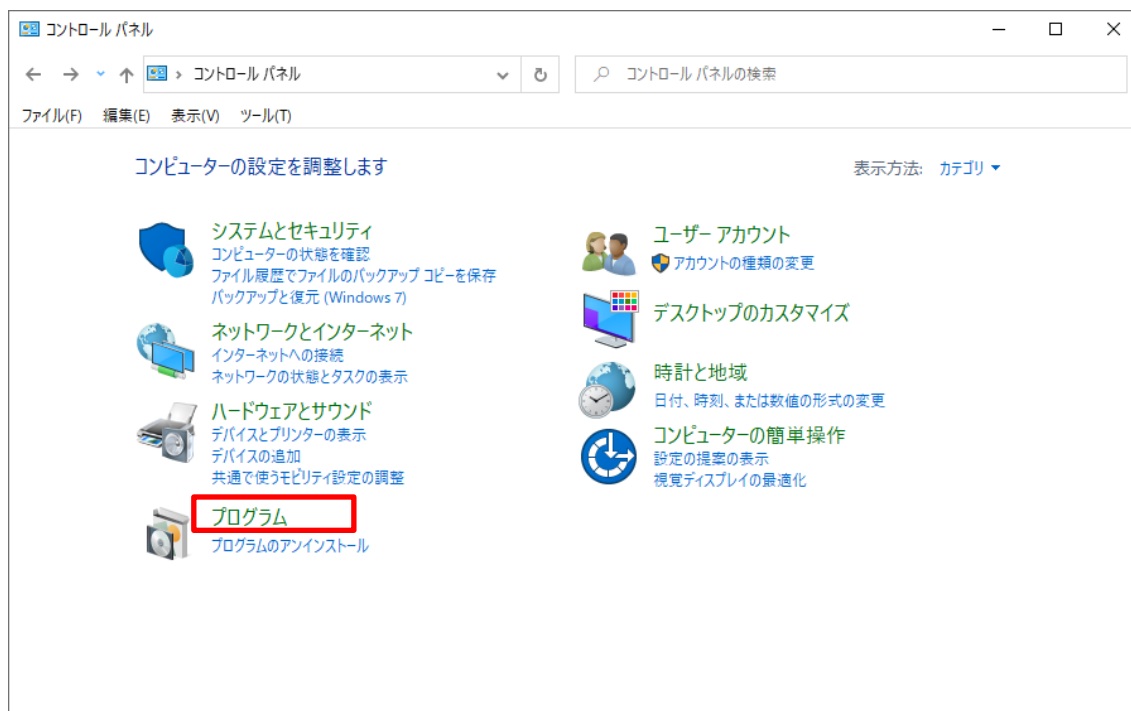 コントロール パネル
コントロール パネル
コントロール パネルの検索
ファイル(F) 編集(E) 表示(V) ツール(T)
コンピューターの設定を調整します
表示方法: カテゴリ
システムとセキュリティ
コンピューターの状態を確認
ファイル履歴でファイルのバックアップ コピーを保存
バックアップと復元 (Windows 7)
ネットワークとインターネット
インターネットへの接続
ネットワークの状態とタスクの表示
ハードウェアとサウンド
デバイスとプリンターの表示
デバイスの追加
共通で使うモビリティ設定の調整
プログラム
プログラムのアンインストール
ユーザー アカウント
アカウントの種類の変更
デスクトップのカスタマイズ
時計と地域
日付、時刻、または数値の形式の変更
コンピューターの簡単操作
設定の提案の表示
視覚ディスプレイの最適化